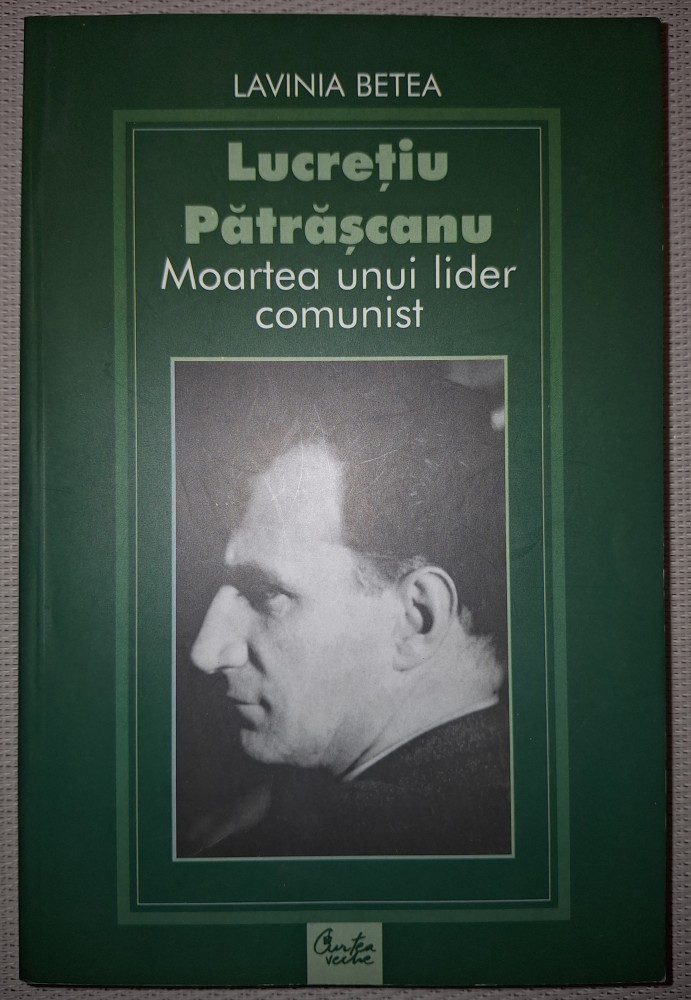 LAVINIA BETEA
Lucrețiu
Pătrășcanu
Moartea unui lider
comunist
Curtea
veche